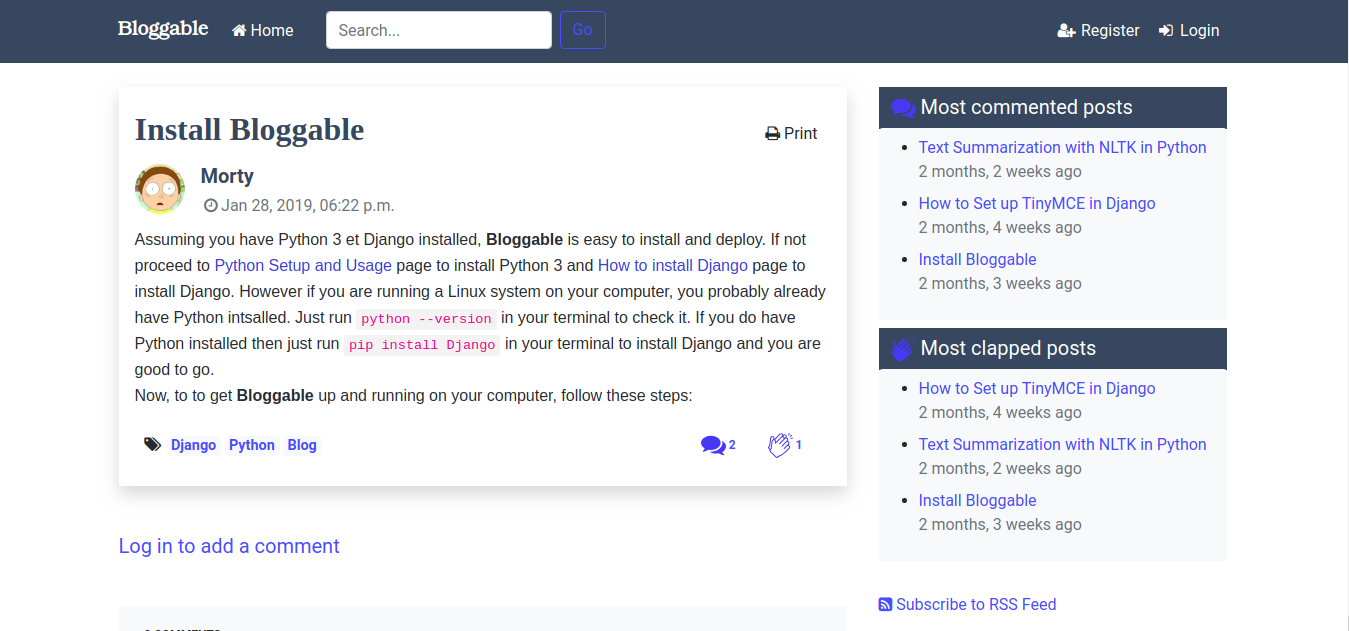 Bloggable Home Search... Go Register Login
Install Bloggable
Print
Morty
Jan 28, 2019, 06:22 p.m.
Assuming you have Python 3 et Django installed, Bloggable is easy to install and deploy. If not
proceed to Python Setup and Usage page to install Python 3 and How to install Django page to
install Django. However if you are running a Linux system on your computer, you probably already
have Python intsalled. Just run python --version in your terminal to check it. If you do have
Python installed then just run pip install Django in your terminal to install Django and you are
good to go.
Now, to to get Bloggable up and running on your computer, follow these steps:
Django Python Blog 2 1
Log in to add a comment
Most commented posts
Text Summarization with NLTK in Python
2 months, 2 weeks ago
How to Set up TinyMCE in Django
2 months, 4 weeks ago
Install Bloggable
2 months, 3 weeks ago
Most clapped posts
How to Set up TinyMCE in Django
2 months, 4 weeks ago
Text Summarization with NLTK in Python
2 months, 2 weeks ago
Install Bloggable
2 months, 3 weeks ago
Subscribe to RSS Feed